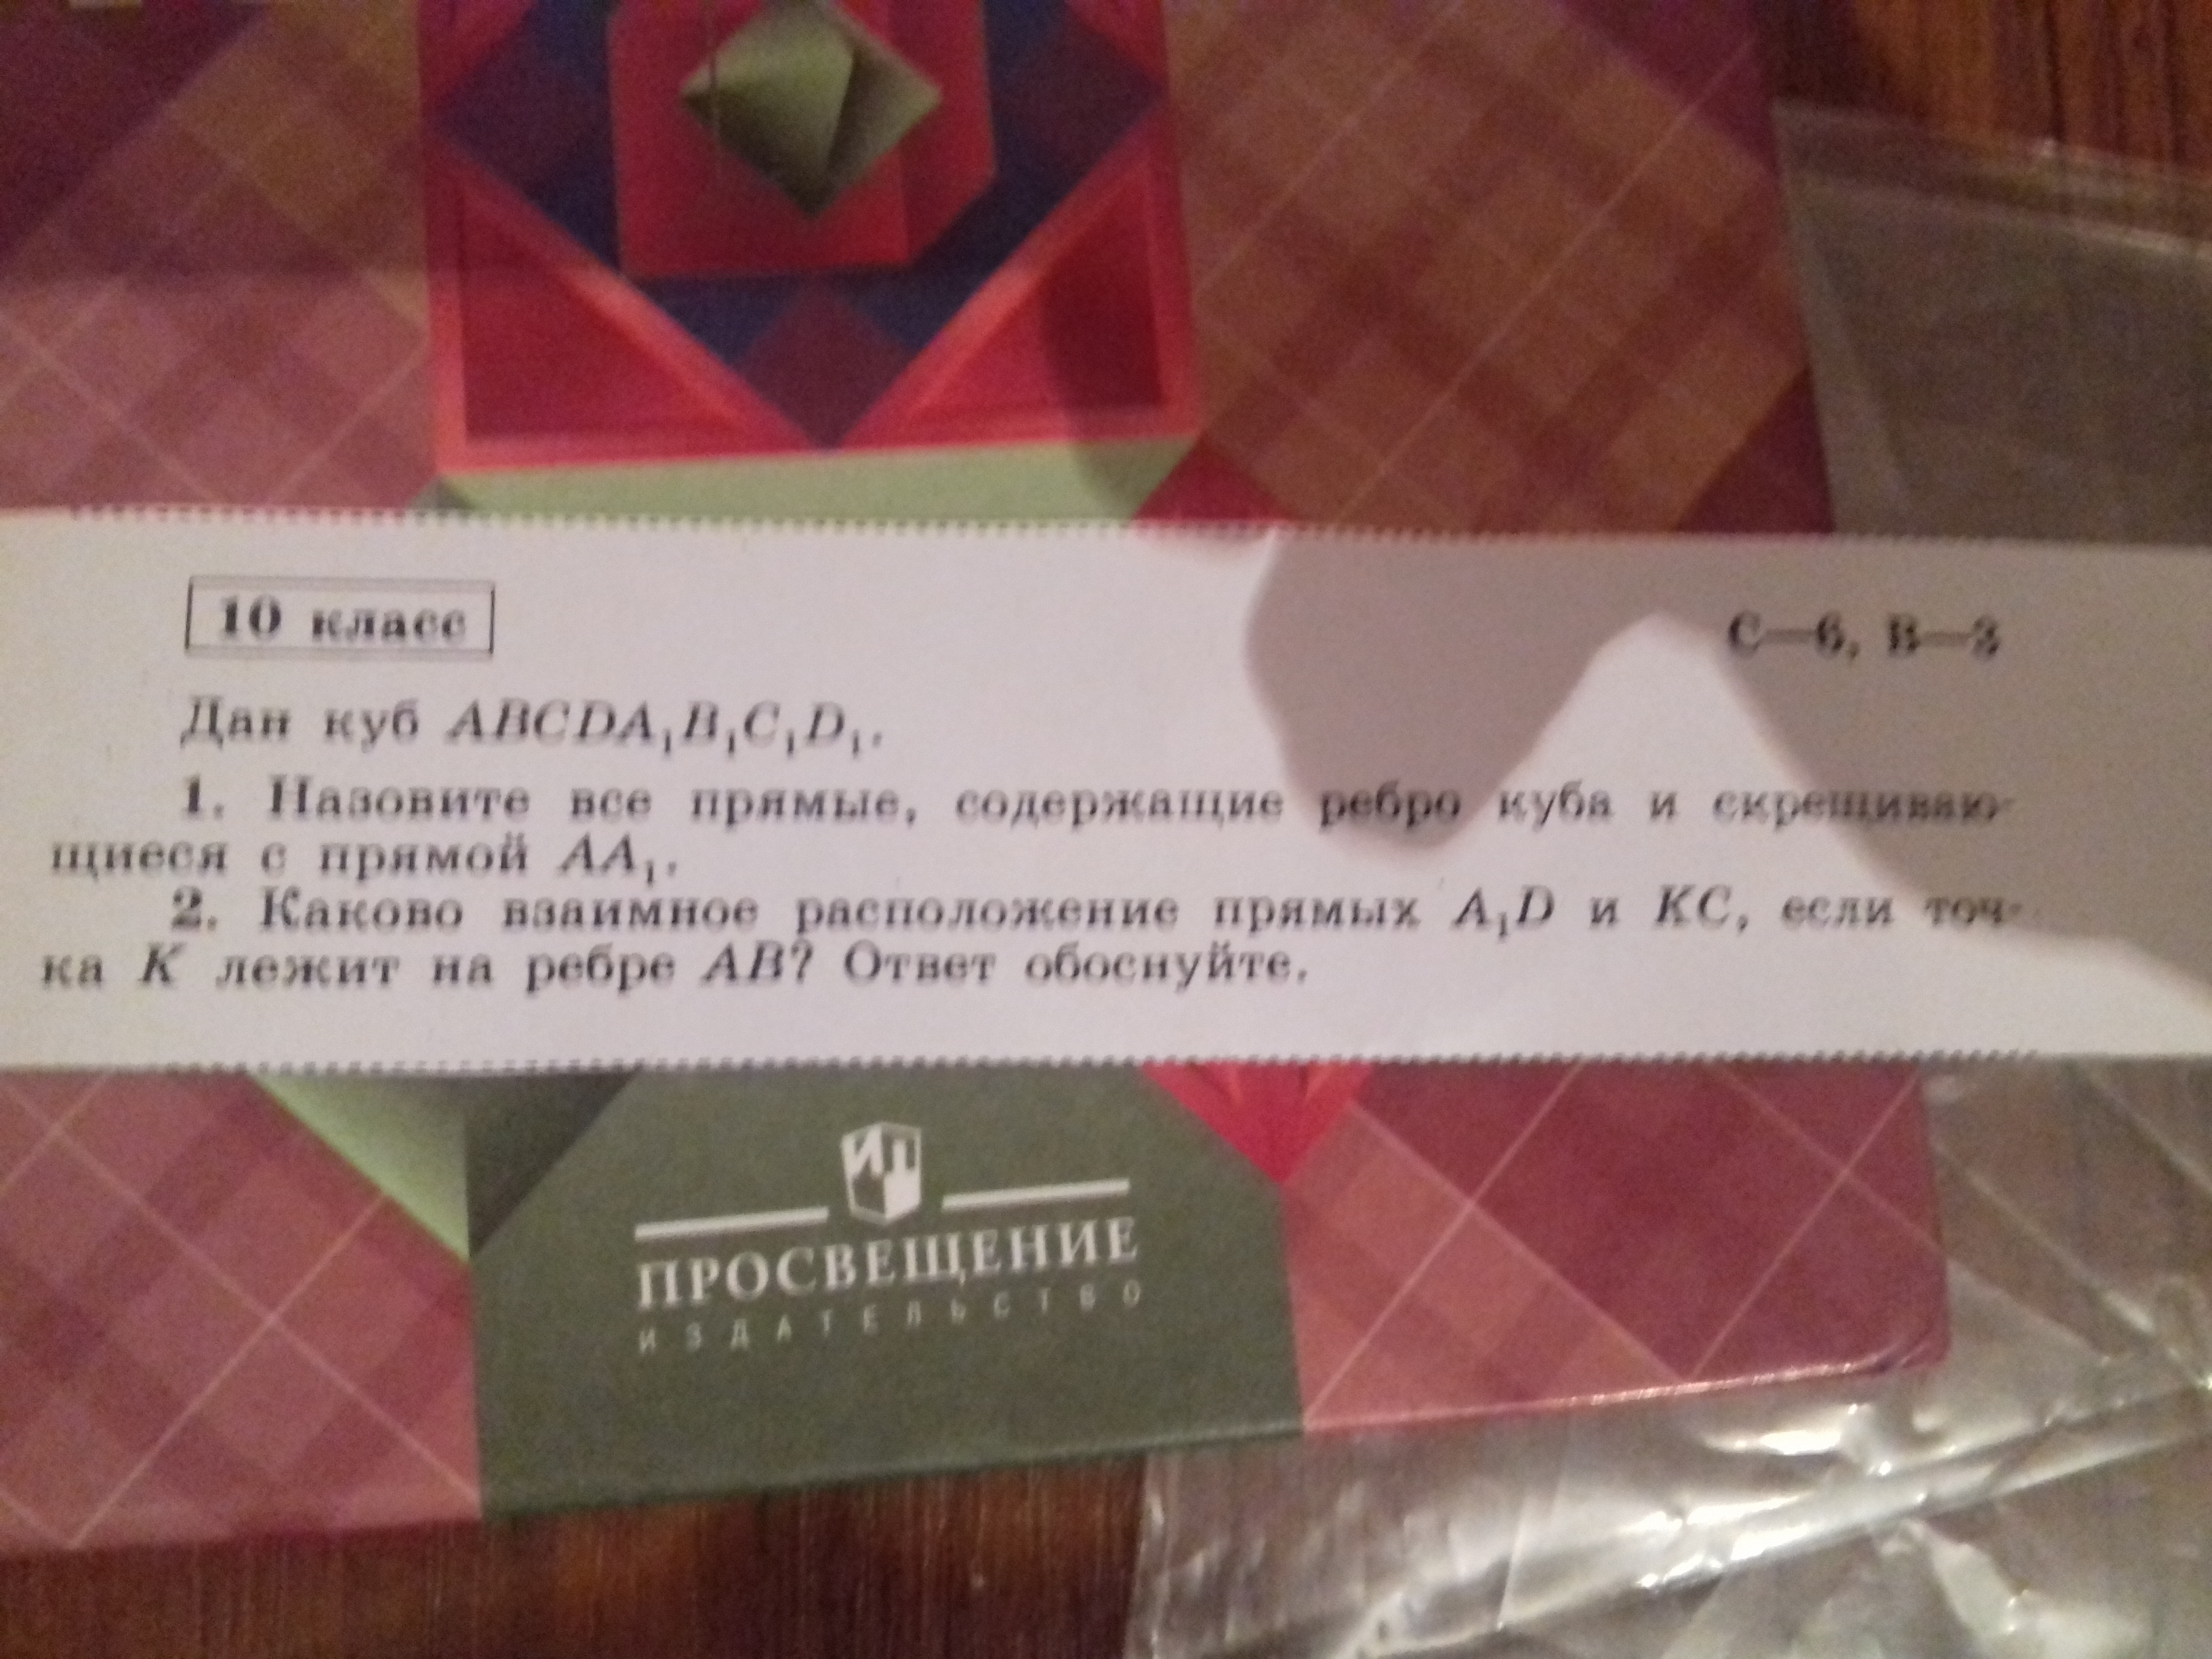 10 класс
С—6, В—3
Дан куб ABCDA₁B₁C₁D₁.
1. Назовите все прямые, содержащие ребро куба и скрещиваю-
щиеся с прямой AA₁.
2. Каково взаимное расположение прямых A₁D и KC, если точ-
ка K лежит на ребре AB? Ответ обоснуйте.
ИП
ПРОСВЕЩЕНИЕ
ИЗДАТЕЛЬСТВО